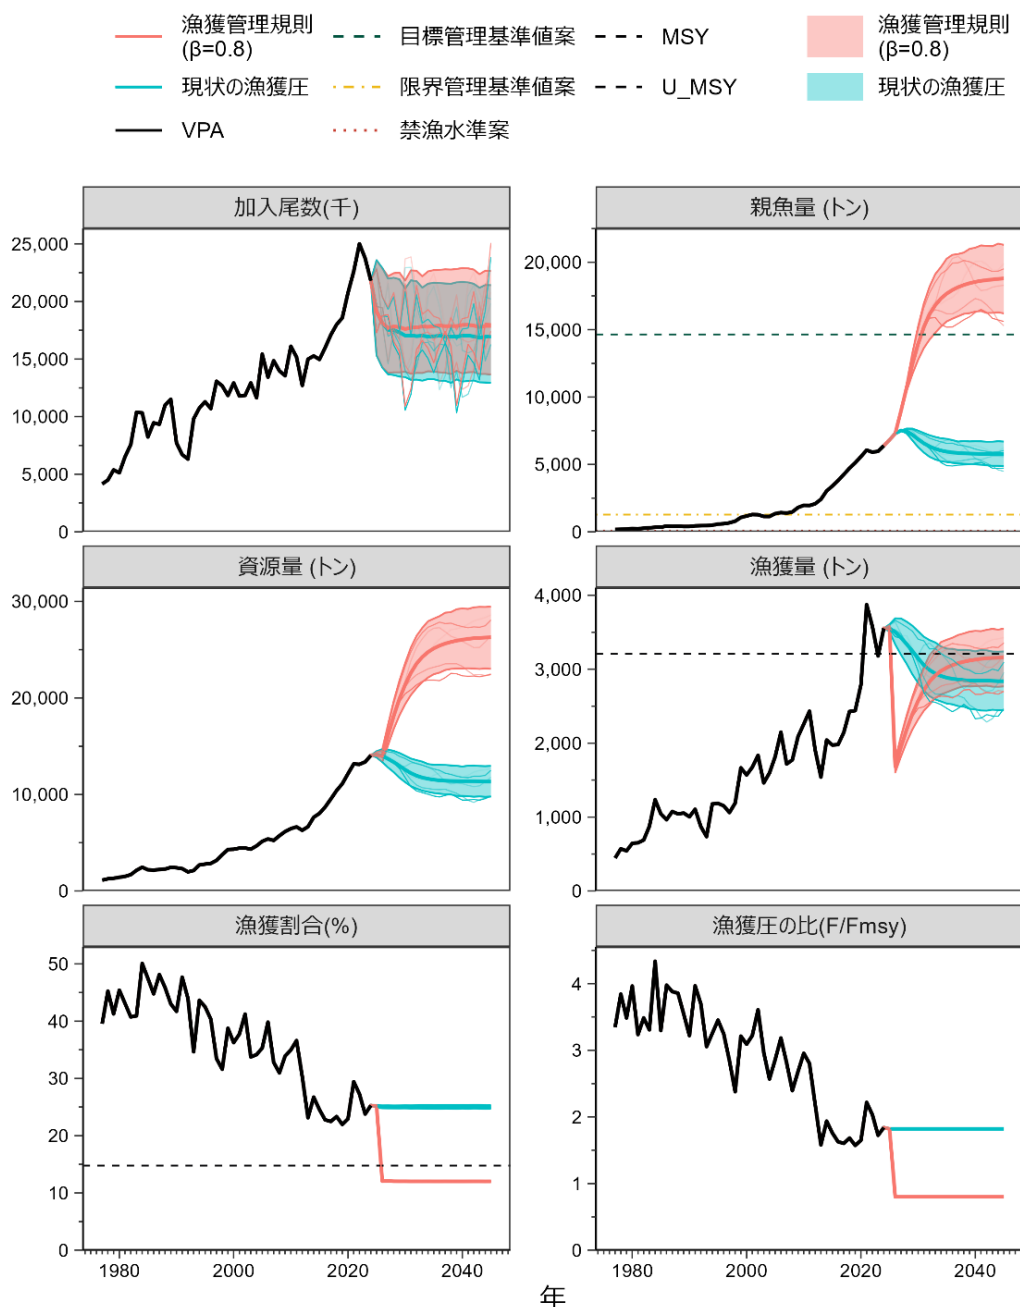 漁獲管理規則
(β=0.8)
目標管理基準値案
MSY
漁獲管理規則
(β=0.8)
現状の漁獲圧
限界管理基準値案
U_MSY
現状の漁獲圧
VPA
禁漁水準案
加入尾数(千)
25,000
20,000
15,000
10,000
5,000
0
親魚量 (トン)
20,000
15,000
10,000
5,000
0
資源量 (トン)
30,000
20,000
10,000
0
漁獲量 (トン)
4,000
3,000
2,000
1,000
0
漁獲割合(%)
50
40
30
20
10
0
1980
2000
2020
2040
漁獲圧の比(F/Fmsy)
4
3
2
1
0
1980
2000
2020
2040
年